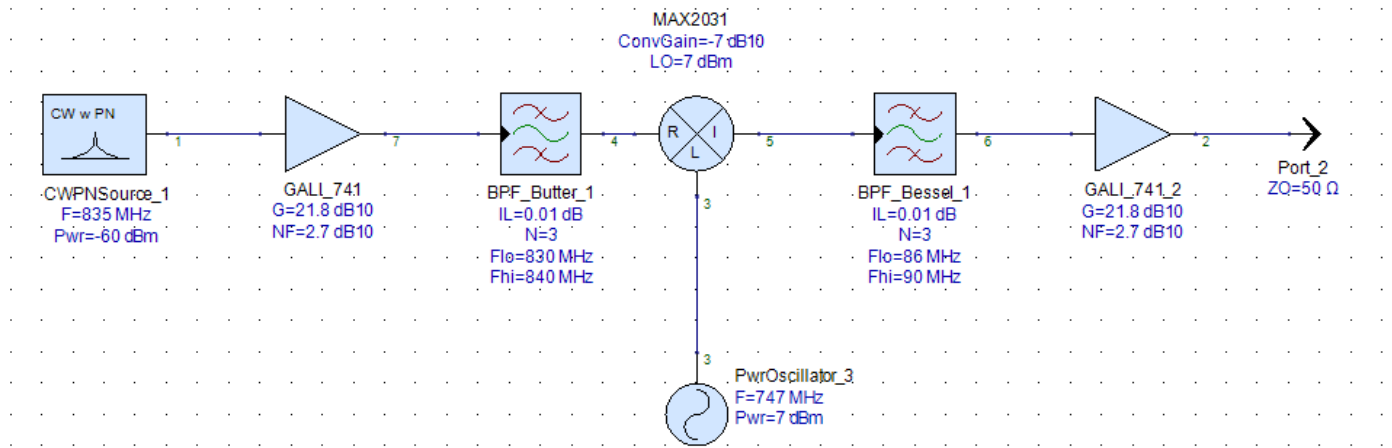 MAX2031
ConvGain=-7 dB10
LO=7 dBm
CW w PN
1
7
4
R
I
L
5
6
2
CWPNSource_1
F=835 MHz
Pwr=-60 dBm
GALI_741
G=21.8 dB10
NF=2.7 dB10
BPF_Butter_1
IL=0.01 dB
N=3
Flo=830 MHz
Fhi=840 MHz
3
BPF_Bessel_1
IL=0.01 dB
N=3
Flo=86 MHz
Fhi=90 MHz
GALI_741_2
G=21.8 dB10
NF=2.7 dB10
Port_2
ZO=50 Ω
3
PwrOscillator_3
F=747 MHz
Pwr=7 dBm